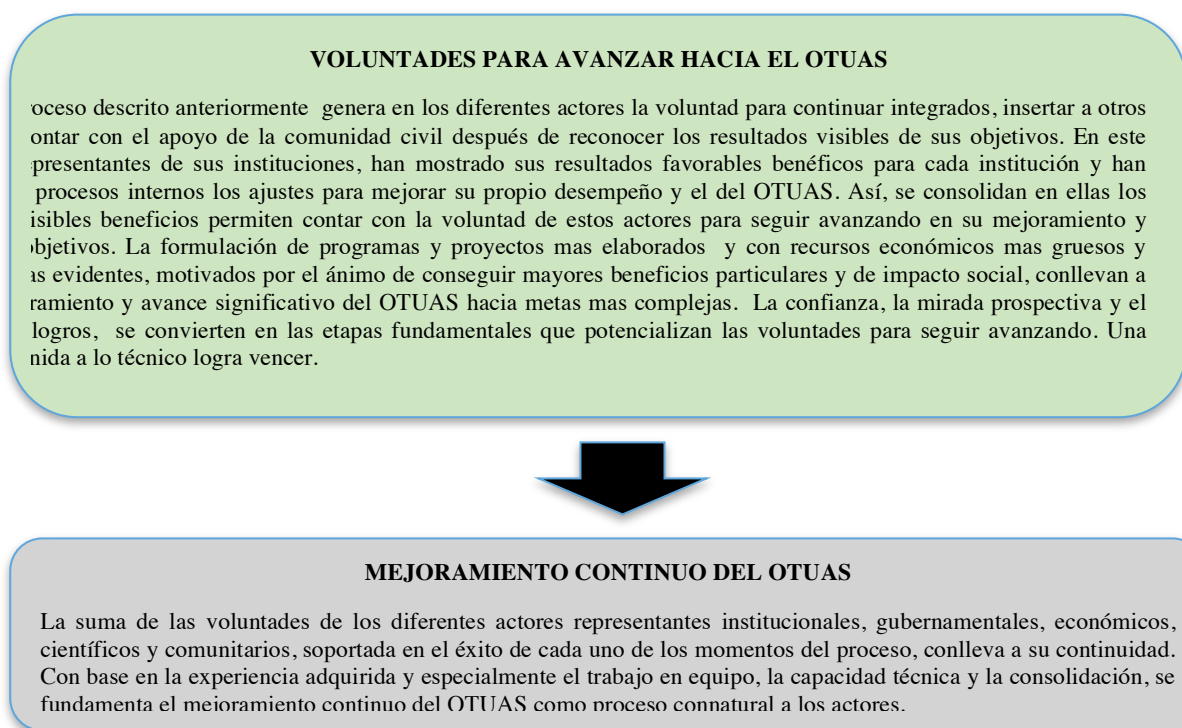 VOLUNTADES PARA AVANZAR HACIA EL OTUAS
descrito anteriormente genera en los diferentes actores la voluntad para continuar integrados, insertar a otros
con el apoyo de la comunidad civil después de reconocer los resultados visibles de sus objetivos. En este
de sus instituciones, han mostrado sus resultados favorables benéficos para cada institución y han
procesos internos los ajustes para mejorar su propio desempeño y el del OTUAS. Así, se consolidan en ellas los
beneficios permiten contar con la voluntad de estos actores para seguir avanzando en su mejoramiento y
La formulación de programas y proyectos mas elaborados y con recursos económicos mas gruesos y
evidentes, motivados por el ánimo de conseguir mayores beneficios particulares y de impacto social, conllevan a
y avance significativo del OTUAS hacia metas mas complejas. La confianza, la mirada prospectiva y el
logros, se convierten en las etapas fundamentales que potencializan las voluntades para seguir avanzando. Una
a lo técnico logra vencer.
MEJORAMIENTO CONTINUO DEL OTUAS
La suma de las voluntades de los diferentes actores representantes institucionales, gubernamentales, económicos,
científicos y comunitarios, soportada en el éxito de cada uno de los momentos del proceso, conlleva a su continuidad.
Con base en la experiencia adquirida y especialmente el trabajo en equipo, la capacidad técnica y la consolidación, se
fundamenta el mejoramiento continuo del OTUAS como proceso connatural a los actores.